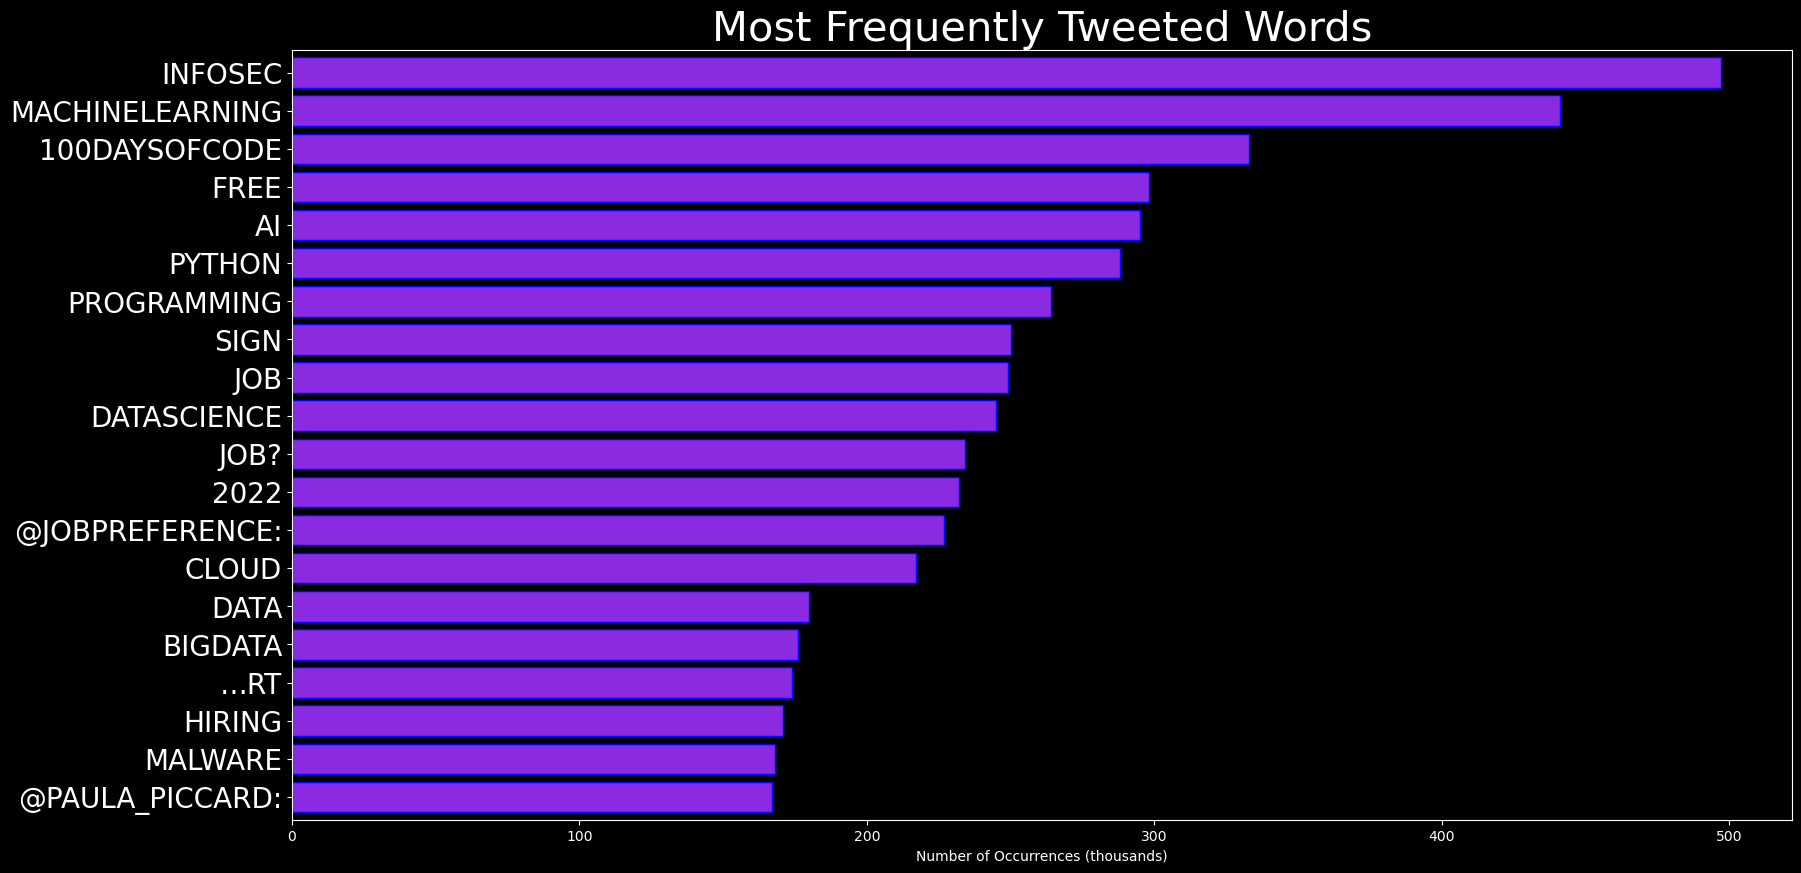 Most Frequently Tweeted Words
INFOSEC
MACHINELEARNING
100DAYSOFCODE
FREE
AI
PYTHON
PROGRAMMING
SIGN
JOB
DATASCIENCE
JOB?
2022
@JOBPREFERENCE:
CLOUD
DATA
BIGDATA
…RT
HIRING
MALWARE
@PAULA_PICCARD:
0 100 200 300 400 500
Number of Occurrences (thousands)